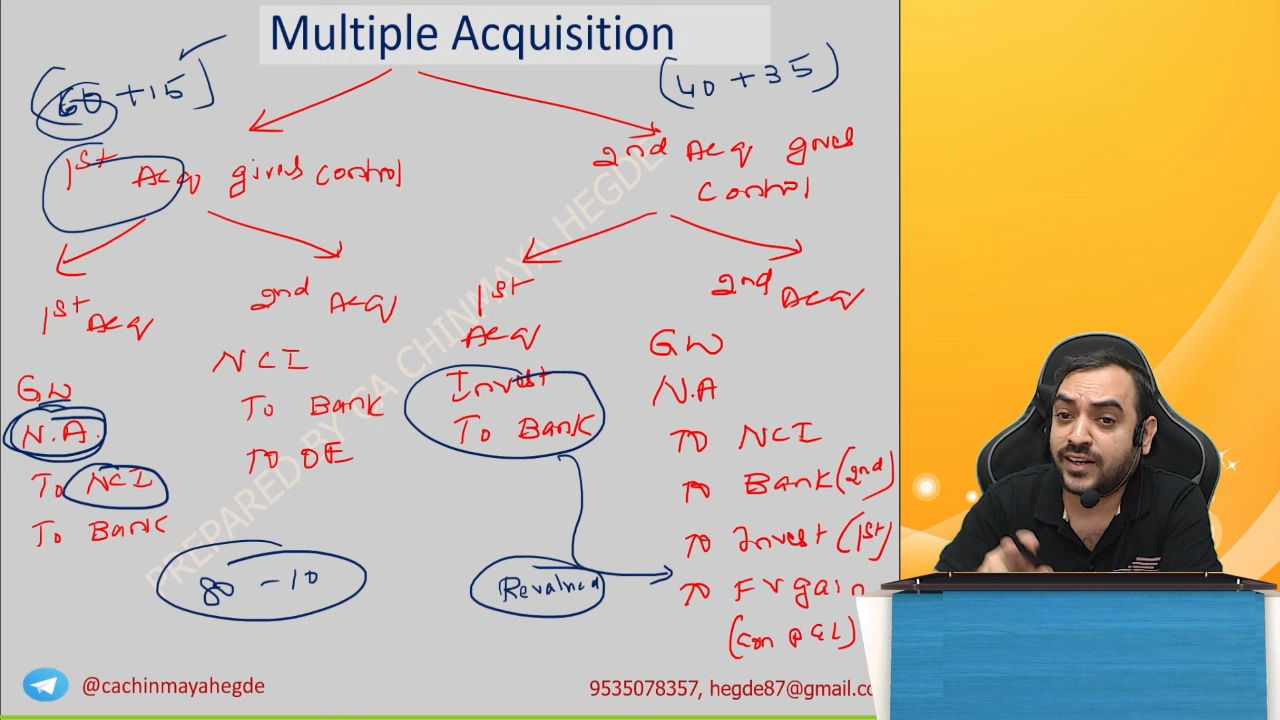 Multiple Acquisition
(60 + 15)
(40 + 35)
1st Acq gives control
2nd Acq gives
Control
1st Acq
2nd Acq
1st
Acq
2nd Acq
GW
N.A.
To NCI
To Bank
NCI
To Bank
To OE
Invest
To Bank
GW
N.A
To NCI
To Bank (2nd)
To Invest (1st)
To FV gain
(Con P&L)
80 - 10
Revalued
PREPARED BY CA CHINMAYA HEGDE
@cachinmayahegde
9535078357, hegde87@gmail.co